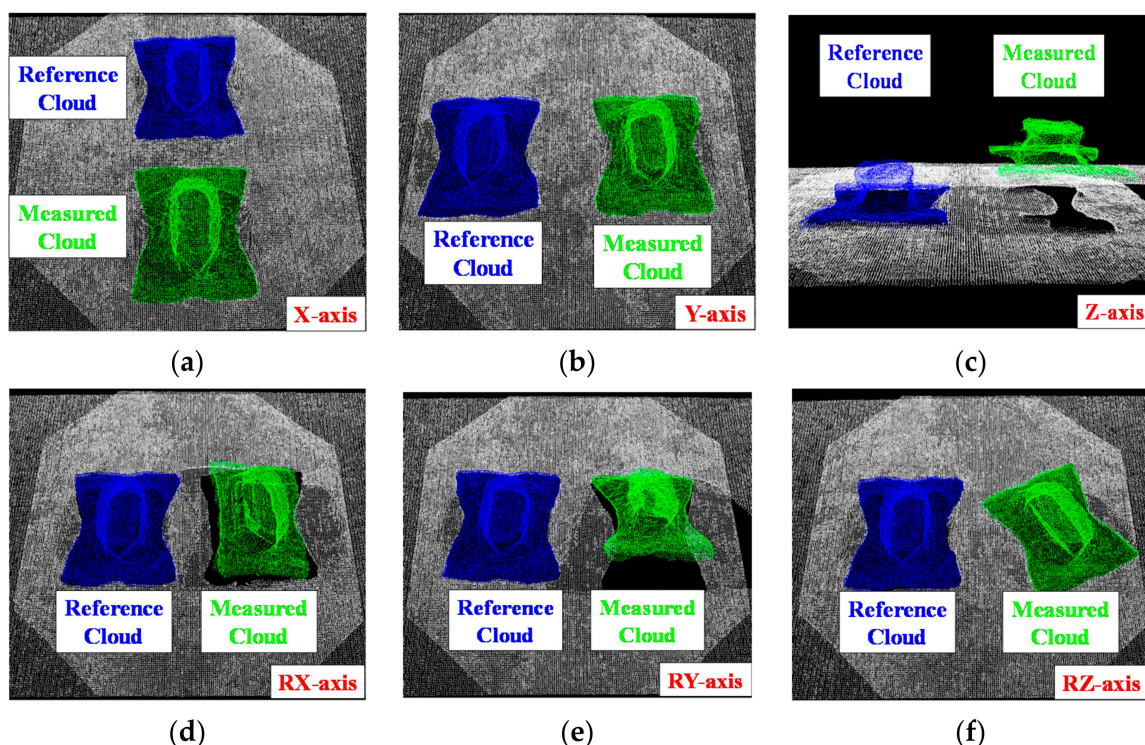 Reference
Cloud
Measured
Cloud
X-axis
(a)
Reference
Cloud
Measured
Cloud
Y-axis
(b)
Reference
Cloud
Measured
Cloud
Z-axis
(c)
Reference
Cloud
Measured
Cloud
RX-axis
(d)
Reference
Cloud
Measured
Cloud
RY-axis
(e)
Reference
Cloud
Measured
Cloud
RZ-axis
(f)